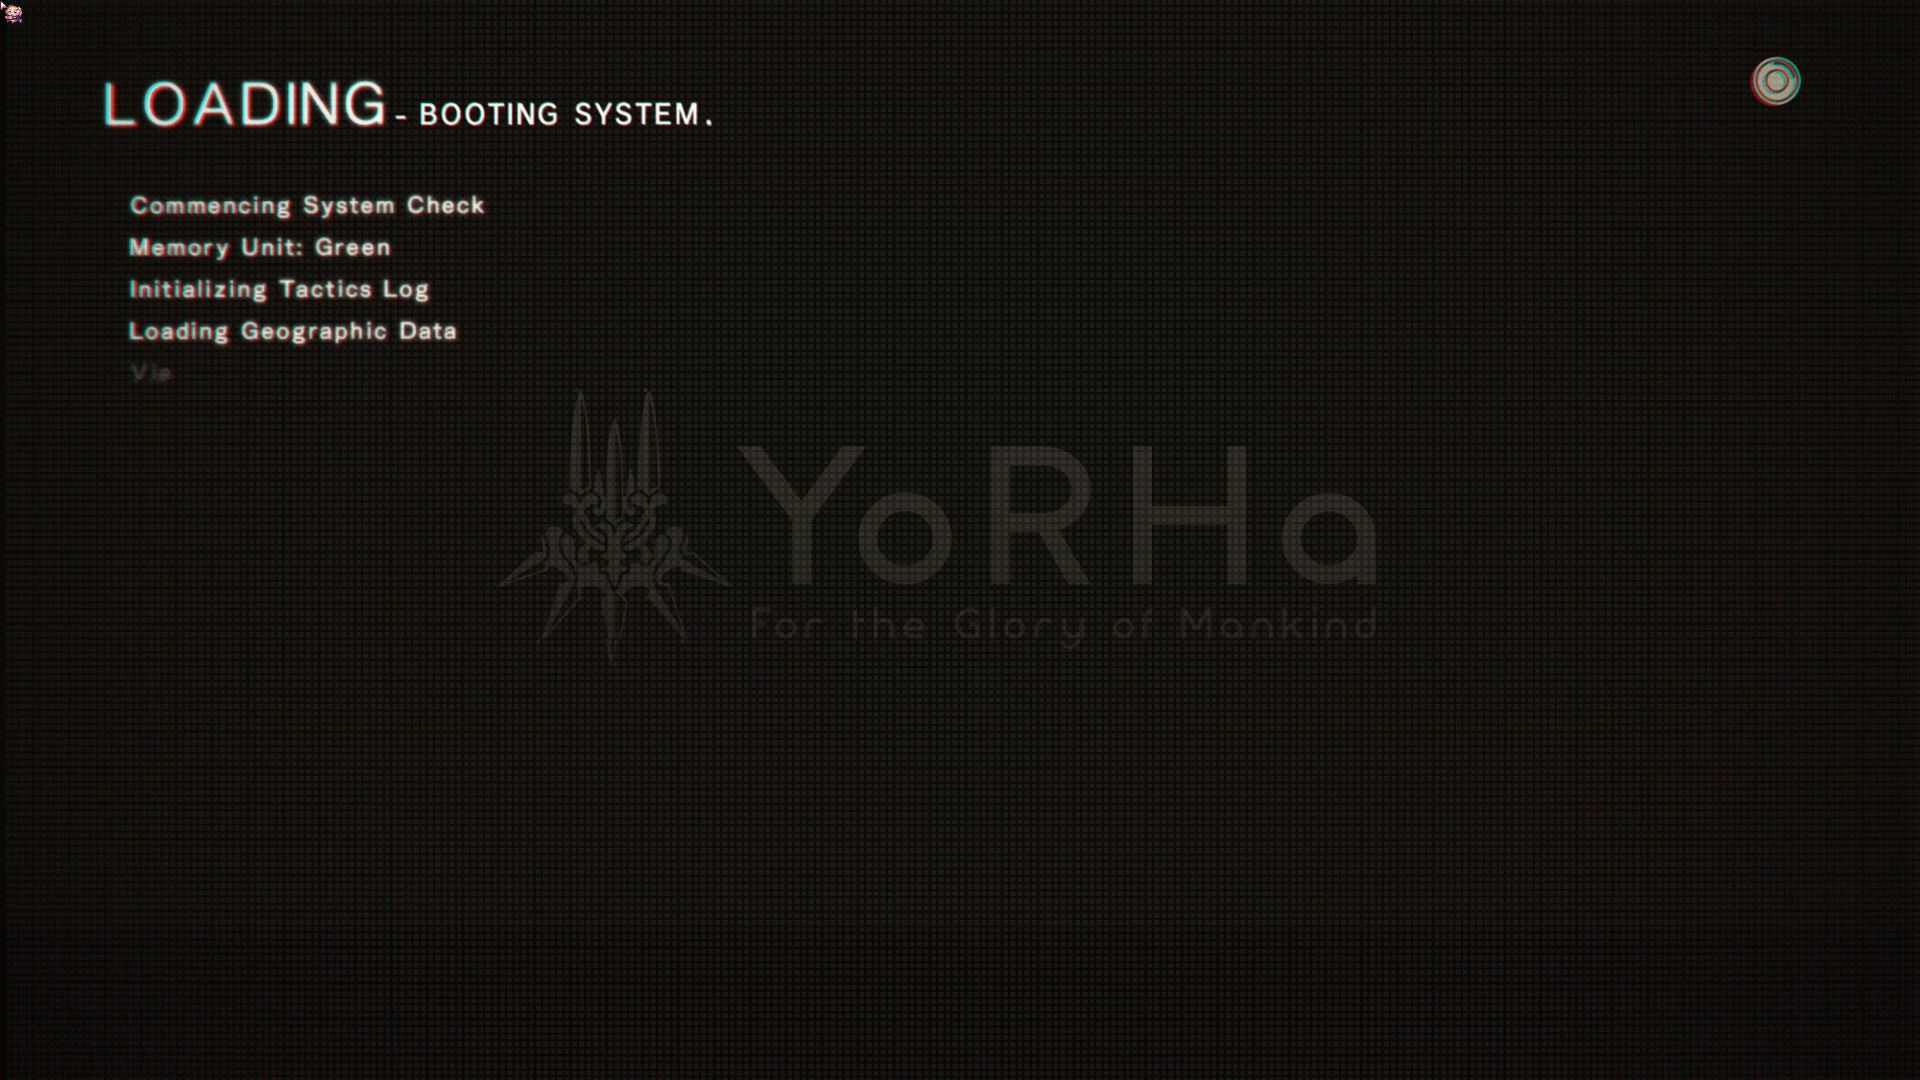 LOADING - BOOTING SYSTEM.
Commencing System Check
Memory Unit: Green
Initializing Tactics Log
Loading Geographic Data
Vie
YoRHa
For the Glory of Mankind